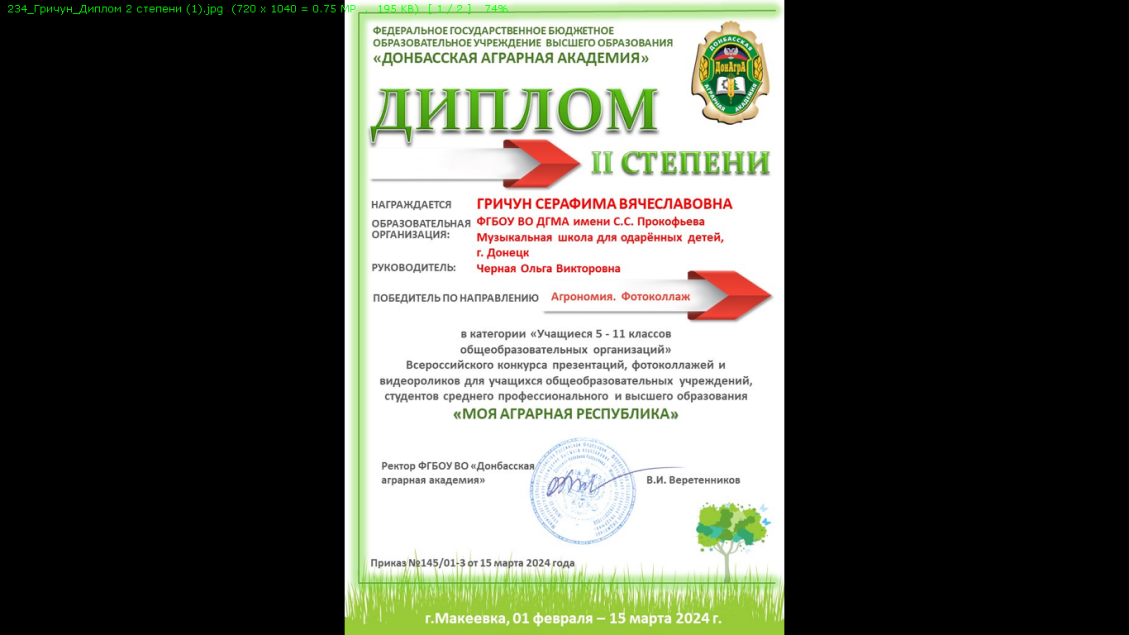 234_Гричун_Диплом 2 степени (1).jpg (720 x 1040 = 0.75 MP, 195 KB) [ 1 / 2 ] 74%
ФЕДЕРАЛЬНОЕ ГОСУДАРСТВЕННОЕ БЮДЖЕТНОЕ
ОБРАЗОВАТЕЛЬНОЕ УЧРЕЖДЕНИЕ ВЫСШЕГО ОБРАЗОВАНИЯ
«ДОНБАССКАЯ АГРАРНАЯ АКАДЕМИЯ»
ДОНБАССКАЯ
ДонАгрА
АГРАРНАЯ АКАДЕМИЯ
ДИПЛОМ
II СТЕПЕНИ
НАГРАЖДАЕТСЯ ГРИЧУН СЕРАФИМА ВЯЧЕСЛАВОВНА
ОБРАЗОВАТЕЛЬНАЯ ОРГАНИЗАЦИЯ: ФГБОУ ВО ДГМА имени С.С. Прокофьева
Музыкальная школа для одарённых детей,
г. Донецк
РУКОВОДИТЕЛЬ: Черная Ольга Викторовна
ПОБЕДИТЕЛЬ ПО НАПРАВЛЕНИЮ Агрономия. Фотоколлаж
в категории «Учащиеся 5 - 11 классов
общеобразовательных организаций»
Всероссийского конкурса презентаций, фотоколлажей и
видеороликов для учащихся общеобразовательных учреждений,
студентов среднего профессионального и высшего образования
«МОЯ АГРАРНАЯ РЕСПУБЛИКА»
Ректор ФГБОУ ВО «Донбасская
аграрная академия» В.И. Веретенников
Приказ №145/01-3 от 15 марта 2024 года
г.Макеевка, 01 февраля – 15 марта 2024 г.